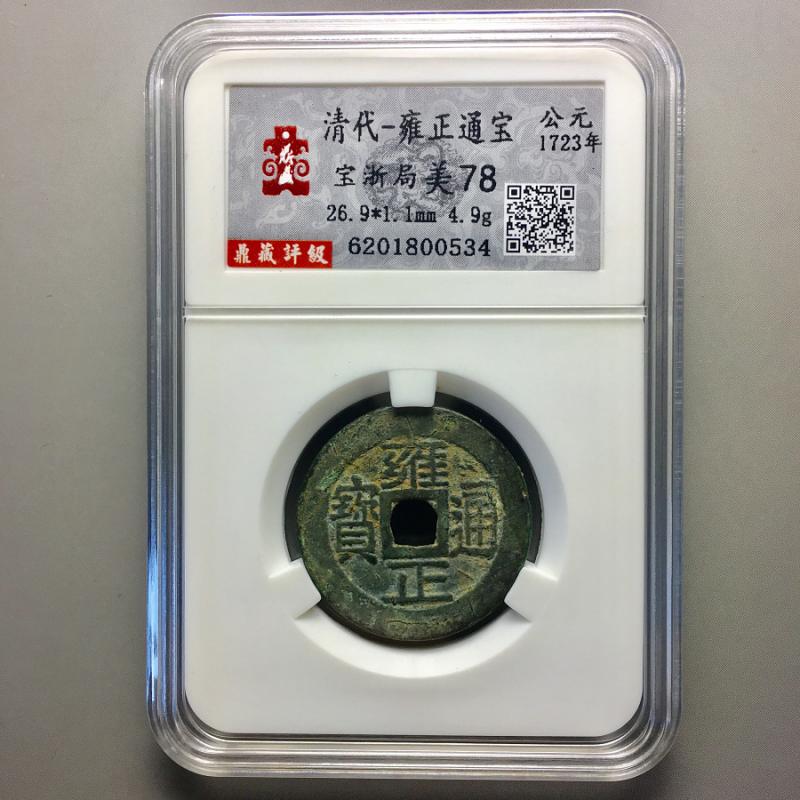 清代-雍正通宝
公元
1723年
宝浙局 美78
26.9*1.1mm 4.9g
鼎藏評級
6201800534
雍正通寶